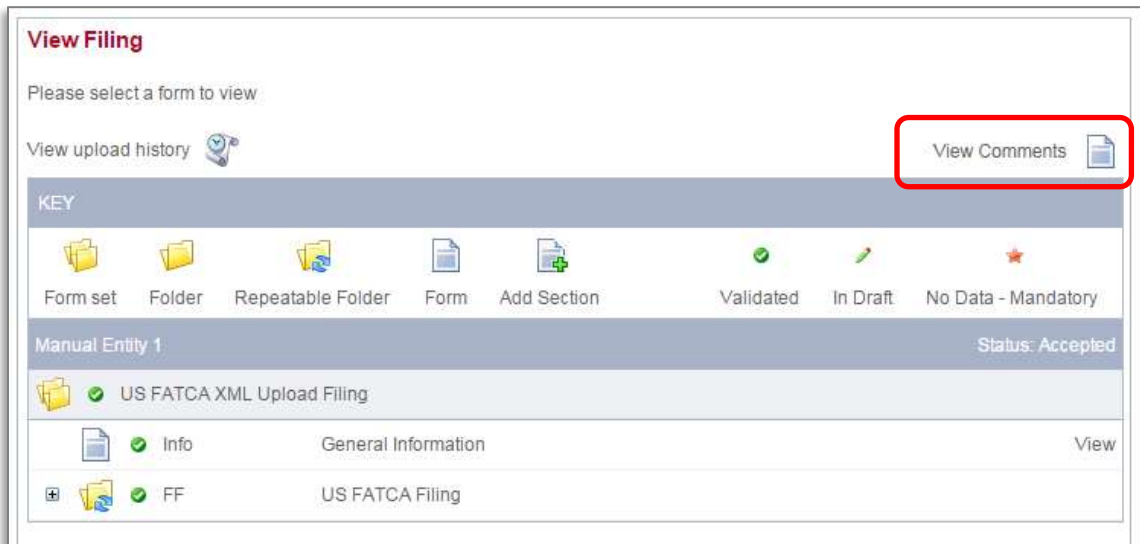 View Filing
Please select a form to view
View upload history View Comments
KEY
Form set Folder Repeatable Folder Form Add Section Validated In Draft No Data - Mandatory
Manual Entity 1 Status: Accepted
US FATCA XML Upload Filing
Info General Information View
FF US FATCA Filing